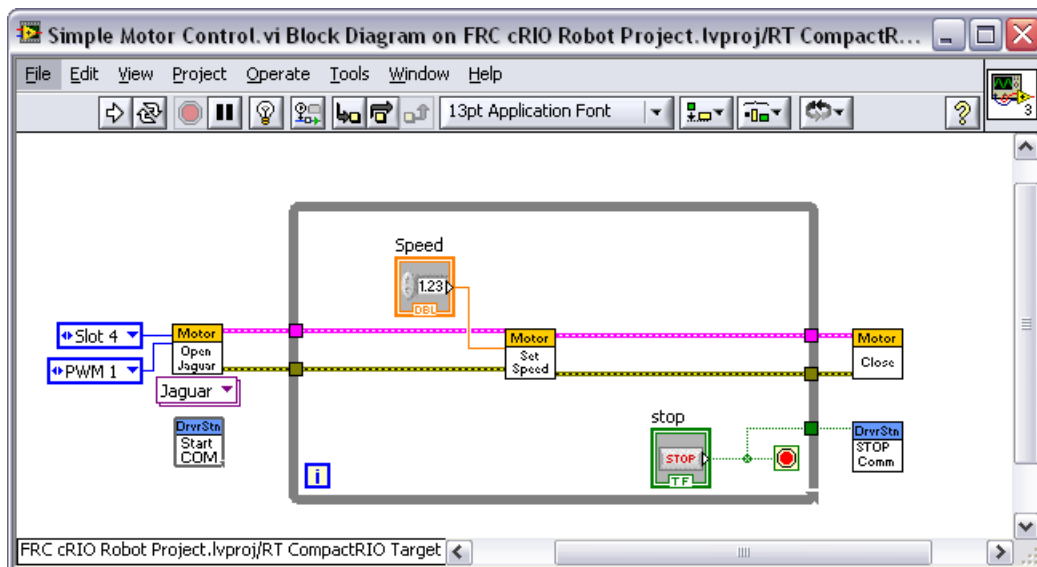 Simple Motor Control.vi Block Diagram on FRC cRIO Robot Project.lvproj/RT CompactR...
File Edit View Project Operate Tools Window Help
13pt Application Font
3
Speed
1.23
DBL
Slot 4
PWM 1
Motor
Open
Jaguar
Jaguar
Motor
Set
Speed
Motor
Close
DrvrStn
Start
COM
stop
STOP
TF
i
DrvrStn
STOP
Comm
FRC cRIO Robot Project.lvproj/RT CompactRIO Target